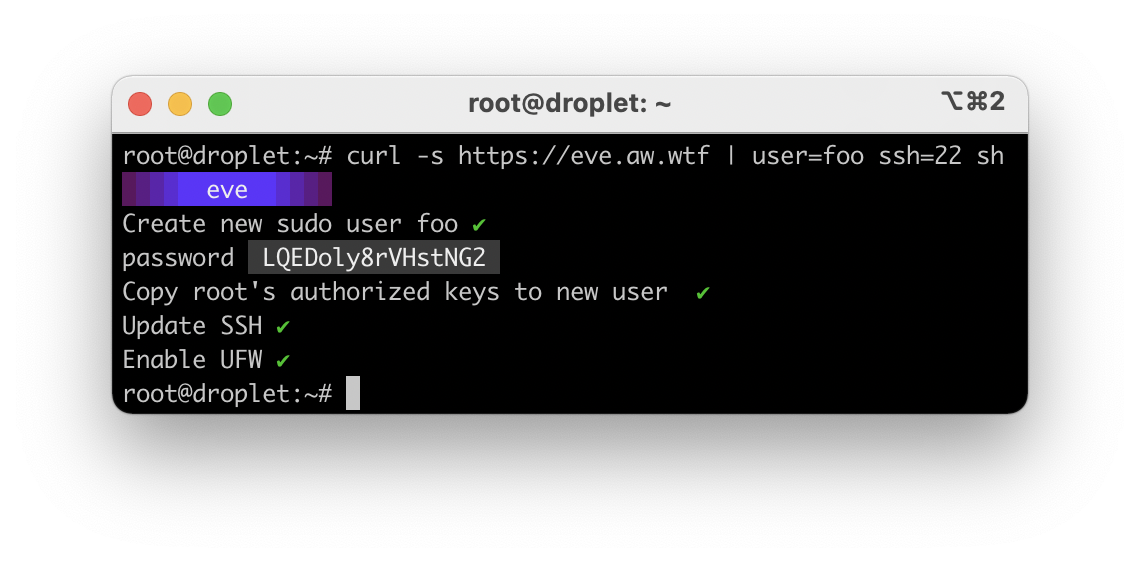 root@droplet: ~ ⌥⌘2
root@droplet:~# curl -s https://eve.aw.wtf | user=foo ssh=22 sh
eve
Create new sudo user foo ✔
password LQEDoly8rVHstNG2
Copy root's authorized keys to new user ✔
Update SSH ✔
Enable UFW ✔
root@droplet:~#